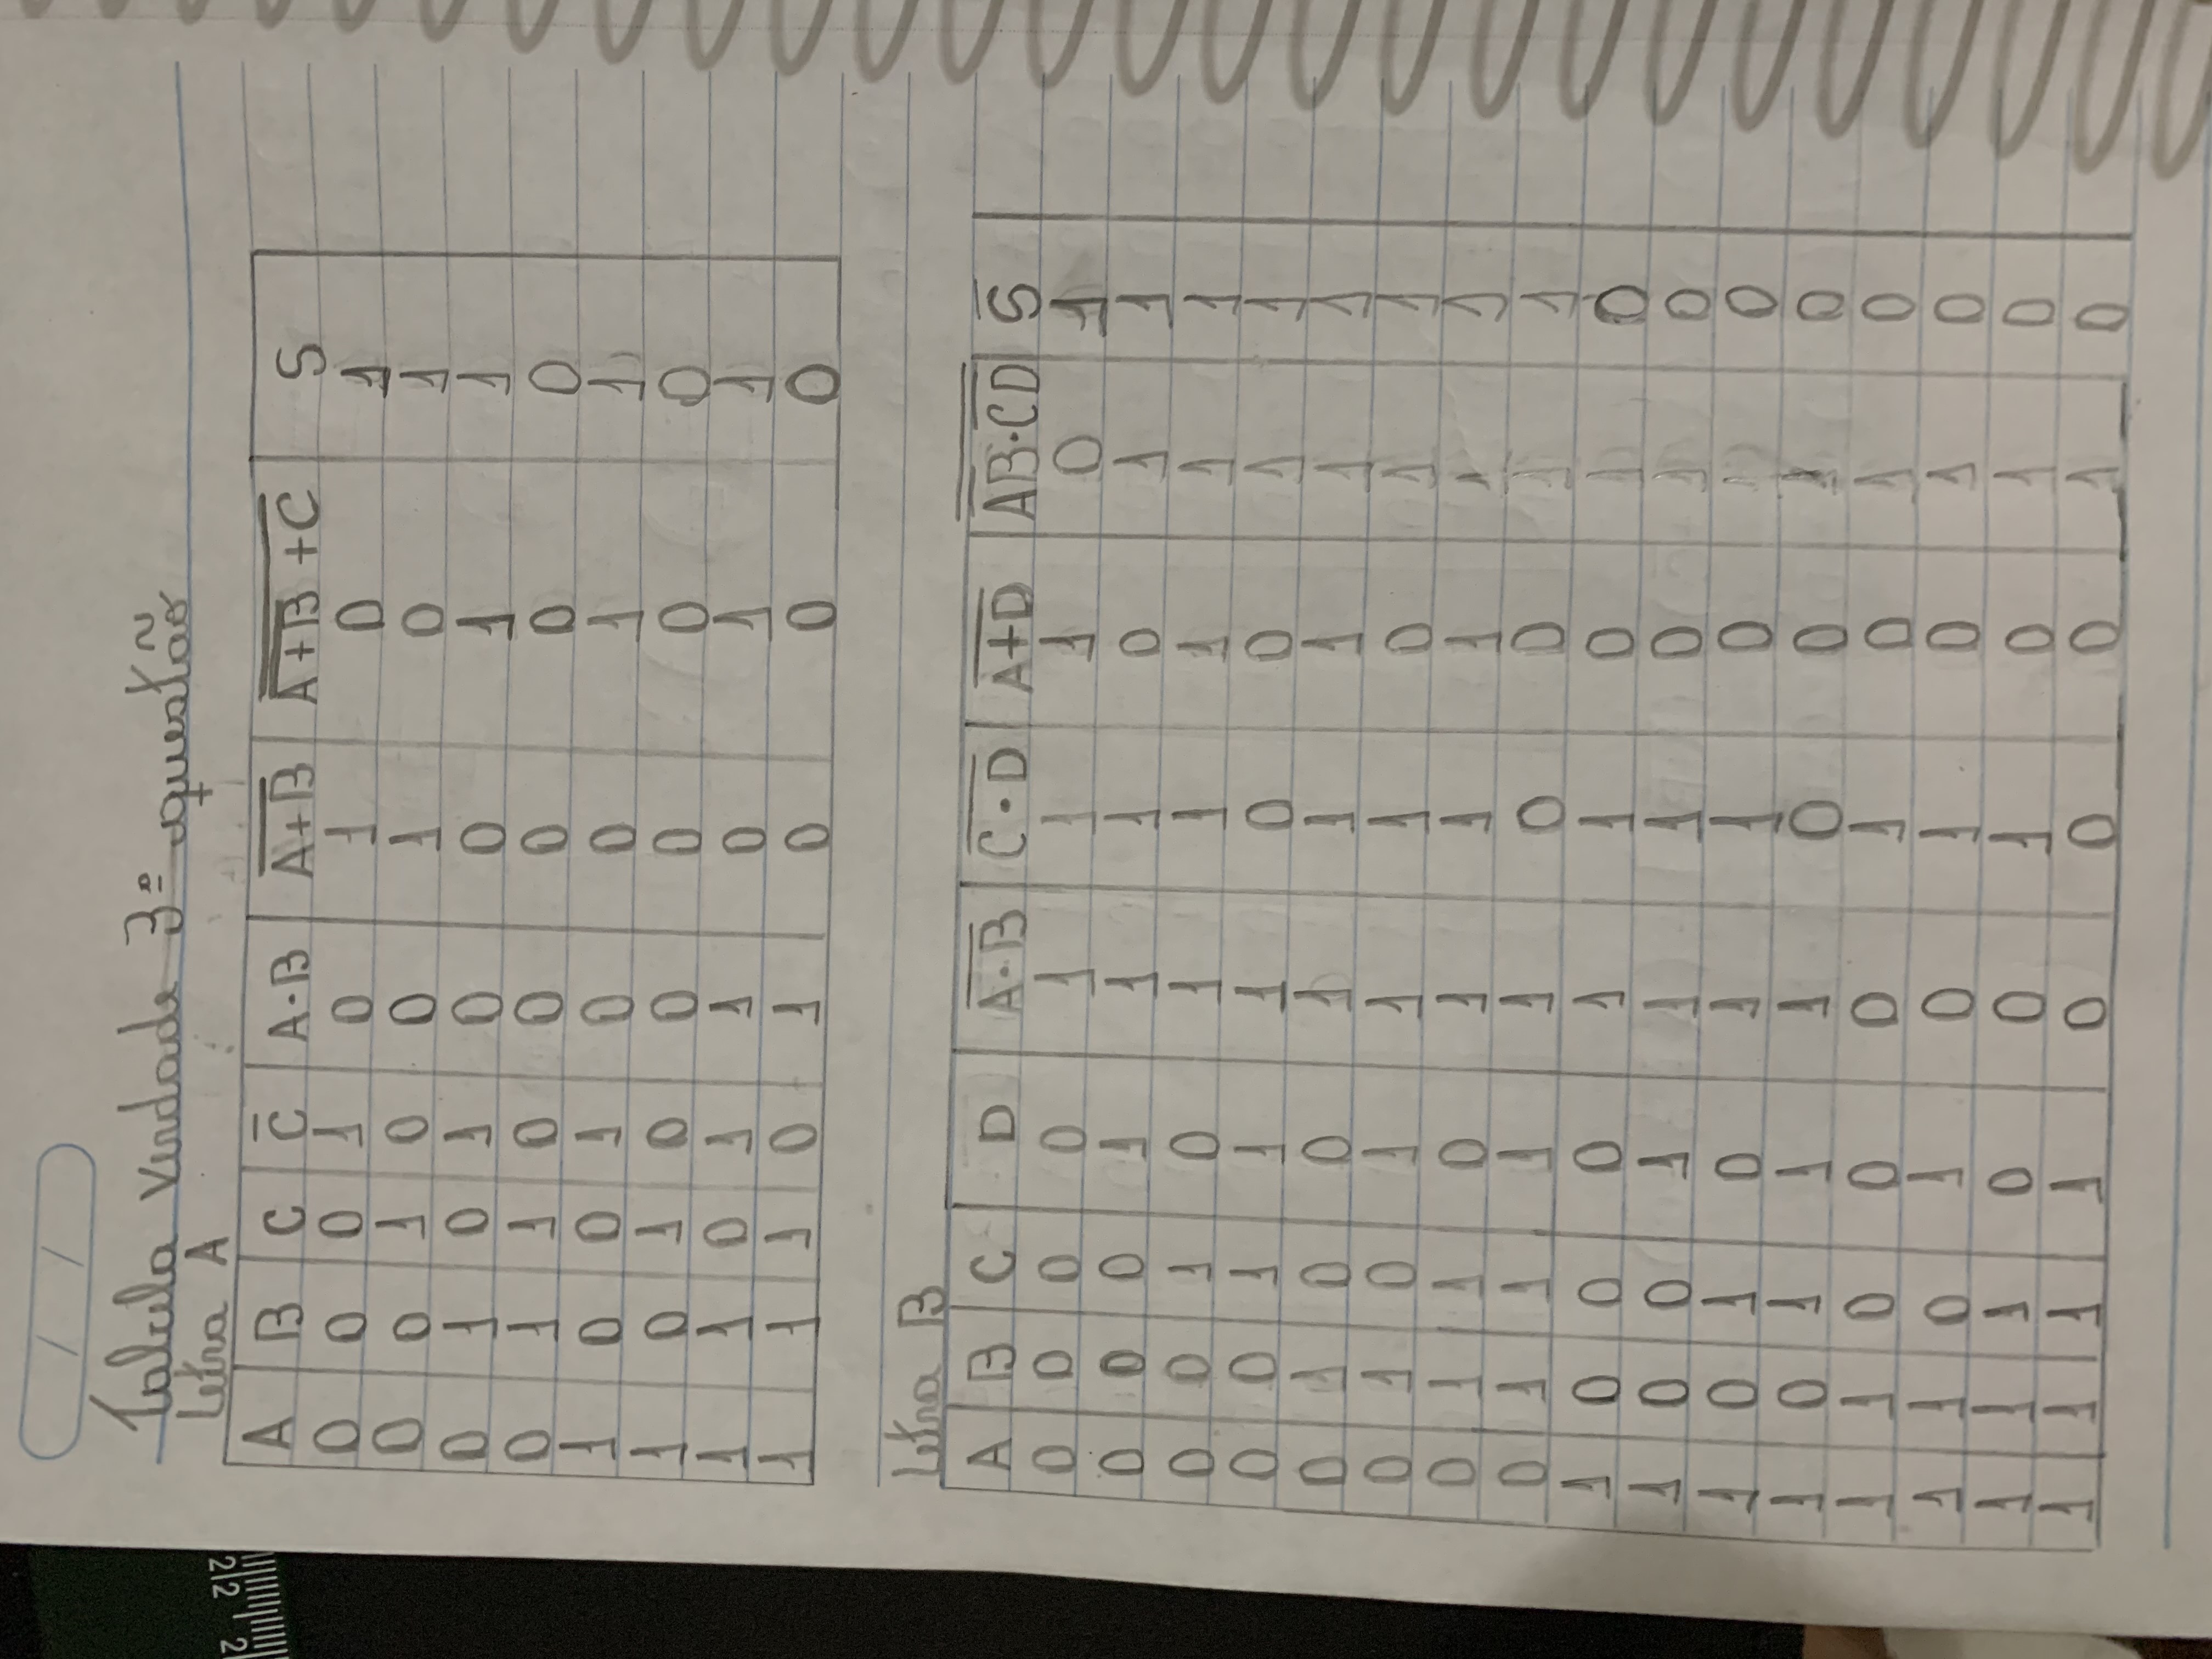 / /
Tabela Verdade 3º questão
Letra A
A B C C̅ A·B A̅+̅B̅ A̅+̅B̅ +C S
0 0 0 1 0 1 0 1
0 0 1 0 0 1 0 1
0 1 0 1 0 0 1 1
0 1 1 0 0 0 0 0
1 0 0 1 0 0 1 1
1 0 1 0 0 0 0 0
1 1 0 1 1 0 1 1
1 1 1 0 1 0 0 0
Letra B
A B C D A̅·̅B̅ C̅·̅D̅ A̅+̅D̅ A̅B̅·C̅D̅ S̅
0 0 0 0 1 1 1 0 1
0 0 0 1 1 1 0 1 1
0 0 1 0 1 1 1 1 1
0 0 1 1 1 0 0 1 1
0 1 0 0 1 1 1 1 1
0 1 0 1 1 1 0 1 1
0 1 1 0 1 1 1 1 1
0 1 1 1 1 0 0 1 1
1 0 0 0 1 1 0 1 0
1 0 0 1 1 1 0 1 0
1 0 1 0 1 1 0 1 0
1 0 1 1 1 0 0 1 0
1 1 0 0 0 1 0 1 0
1 1 0 1 0 1 0 1 0
1 1 1 0 0 1 0 1 0
1 1 1 1 0 0 0 1 0